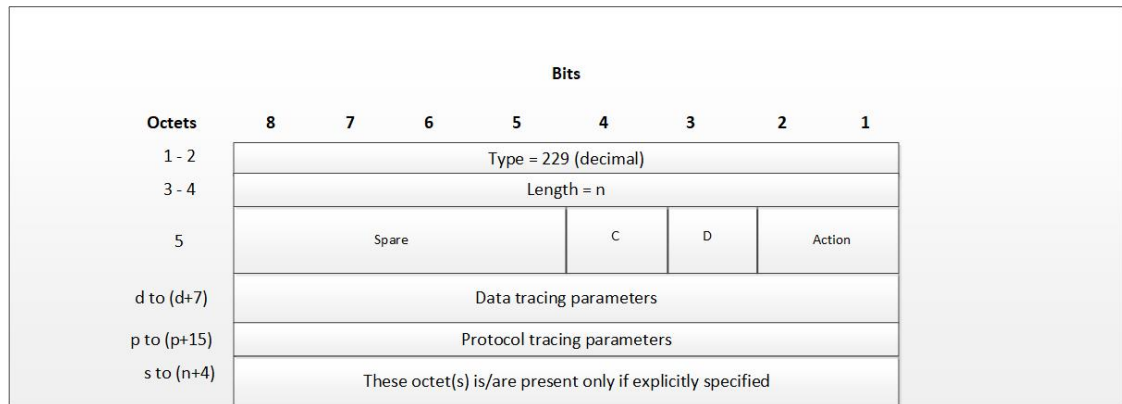 Bits
Octets 8 7 6 5 4 3 2 1
1 - 2 Type = 229 (decimal)
3 - 4 Length = n
5 Spare C D Action
d to (d+7) Data tracing parameters
p to (p+15) Protocol tracing parameters
s to (n+4) These octet(s) is/are present only if explicitly specified